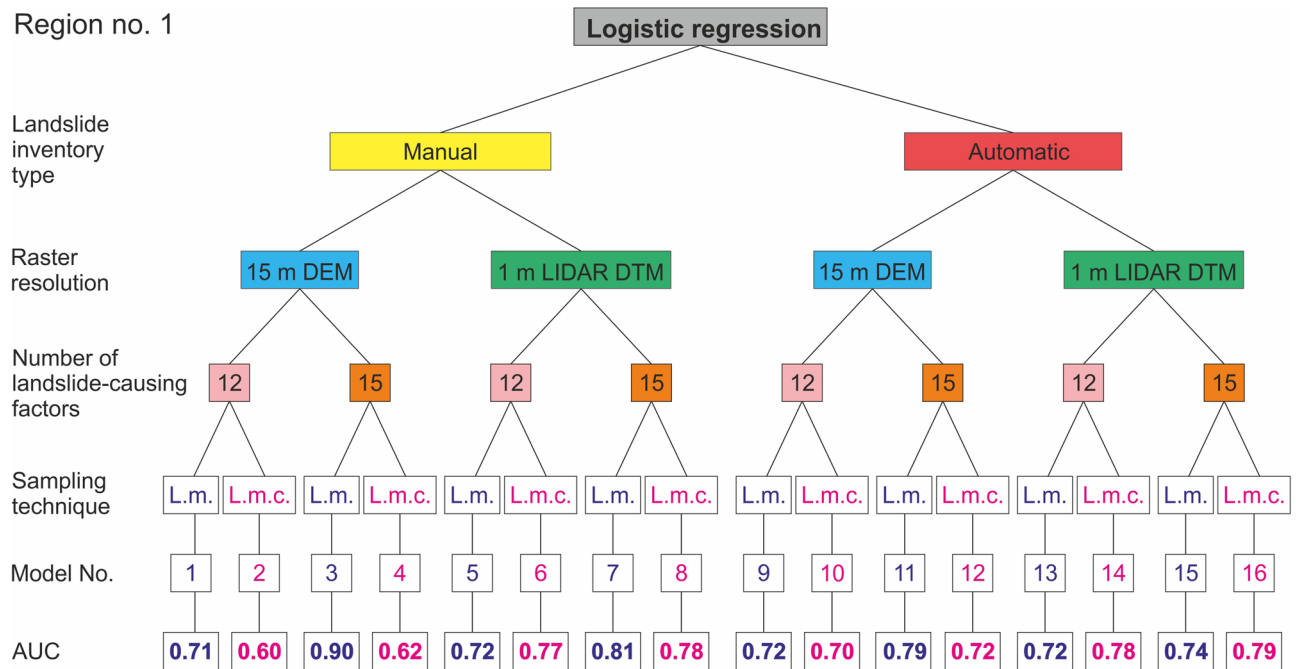 Region no. 1
Logistic regression
Landslide
inventory
type
Manual
Automatic
Raster
resolution
15 m DEM
1 m LIDAR DTM
15 m DEM
1 m LIDAR DTM
Number of
landslide-causing
factors
12
15
12
15
12
15
12
15
Sampling
technique
L.m.
L.m.c.
L.m.
L.m.c.
L.m.
L.m.c.
L.m.
L.m.c.
L.m.
L.m.c.
L.m.
L.m.c.
L.m.
L.m.c.
L.m.
L.m.c.
Model No.
1
2
3
4
5
6
7
8
9
10
11
12
13
14
15
16
AUC
0.71
0.60
0.90
0.62
0.72
0.77
0.81
0.78
0.72
0.70
0.79
0.72
0.72
0.78
0.74
0.79